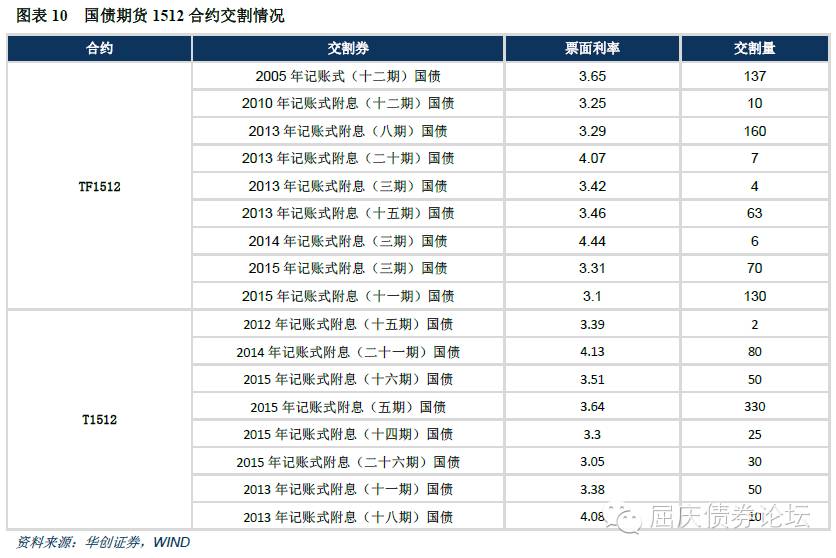 图表 10 国债期货 1512 合约交割情况
合约 交割券 票面利率 交割量
TF1512
2005 年记账式（十二期）国债 3.65 137
2010 年记账式附息（十二期）国债 3.25 10
2013 年记账式附息（八期）国债 3.29 160
2013 年记账式附息（二十期）国债 4.07 7
2013 年记账式附息（三期）国债 3.42 4
2013 年记账式附息（十五期）国债 3.46 63
2014 年记账式附息（三期）国债 4.44 6
2015 年记账式附息（三期）国债 3.31 70
2015 年记账式附息（十一期）国债 3.1 130
T1512
2012 年记账式附息（十五期）国债 3.39 2
2014 年记账式附息（二十一期）国债 4.13 80
2015 年记账式附息（十六期）国债 3.51 50
2015 年记账式附息（五期）国债 3.64 330
2015 年记账式附息（十四期）国债 3.3 25
2015 年记账式附息（二十六期）国债 3.05 30
2013 年记账式附息（十一期）国债 3.38 50
2013 年记账式附息（十八期）国债 4.08 10
屈庆债券论坛
资料来源：华创证券，WIND